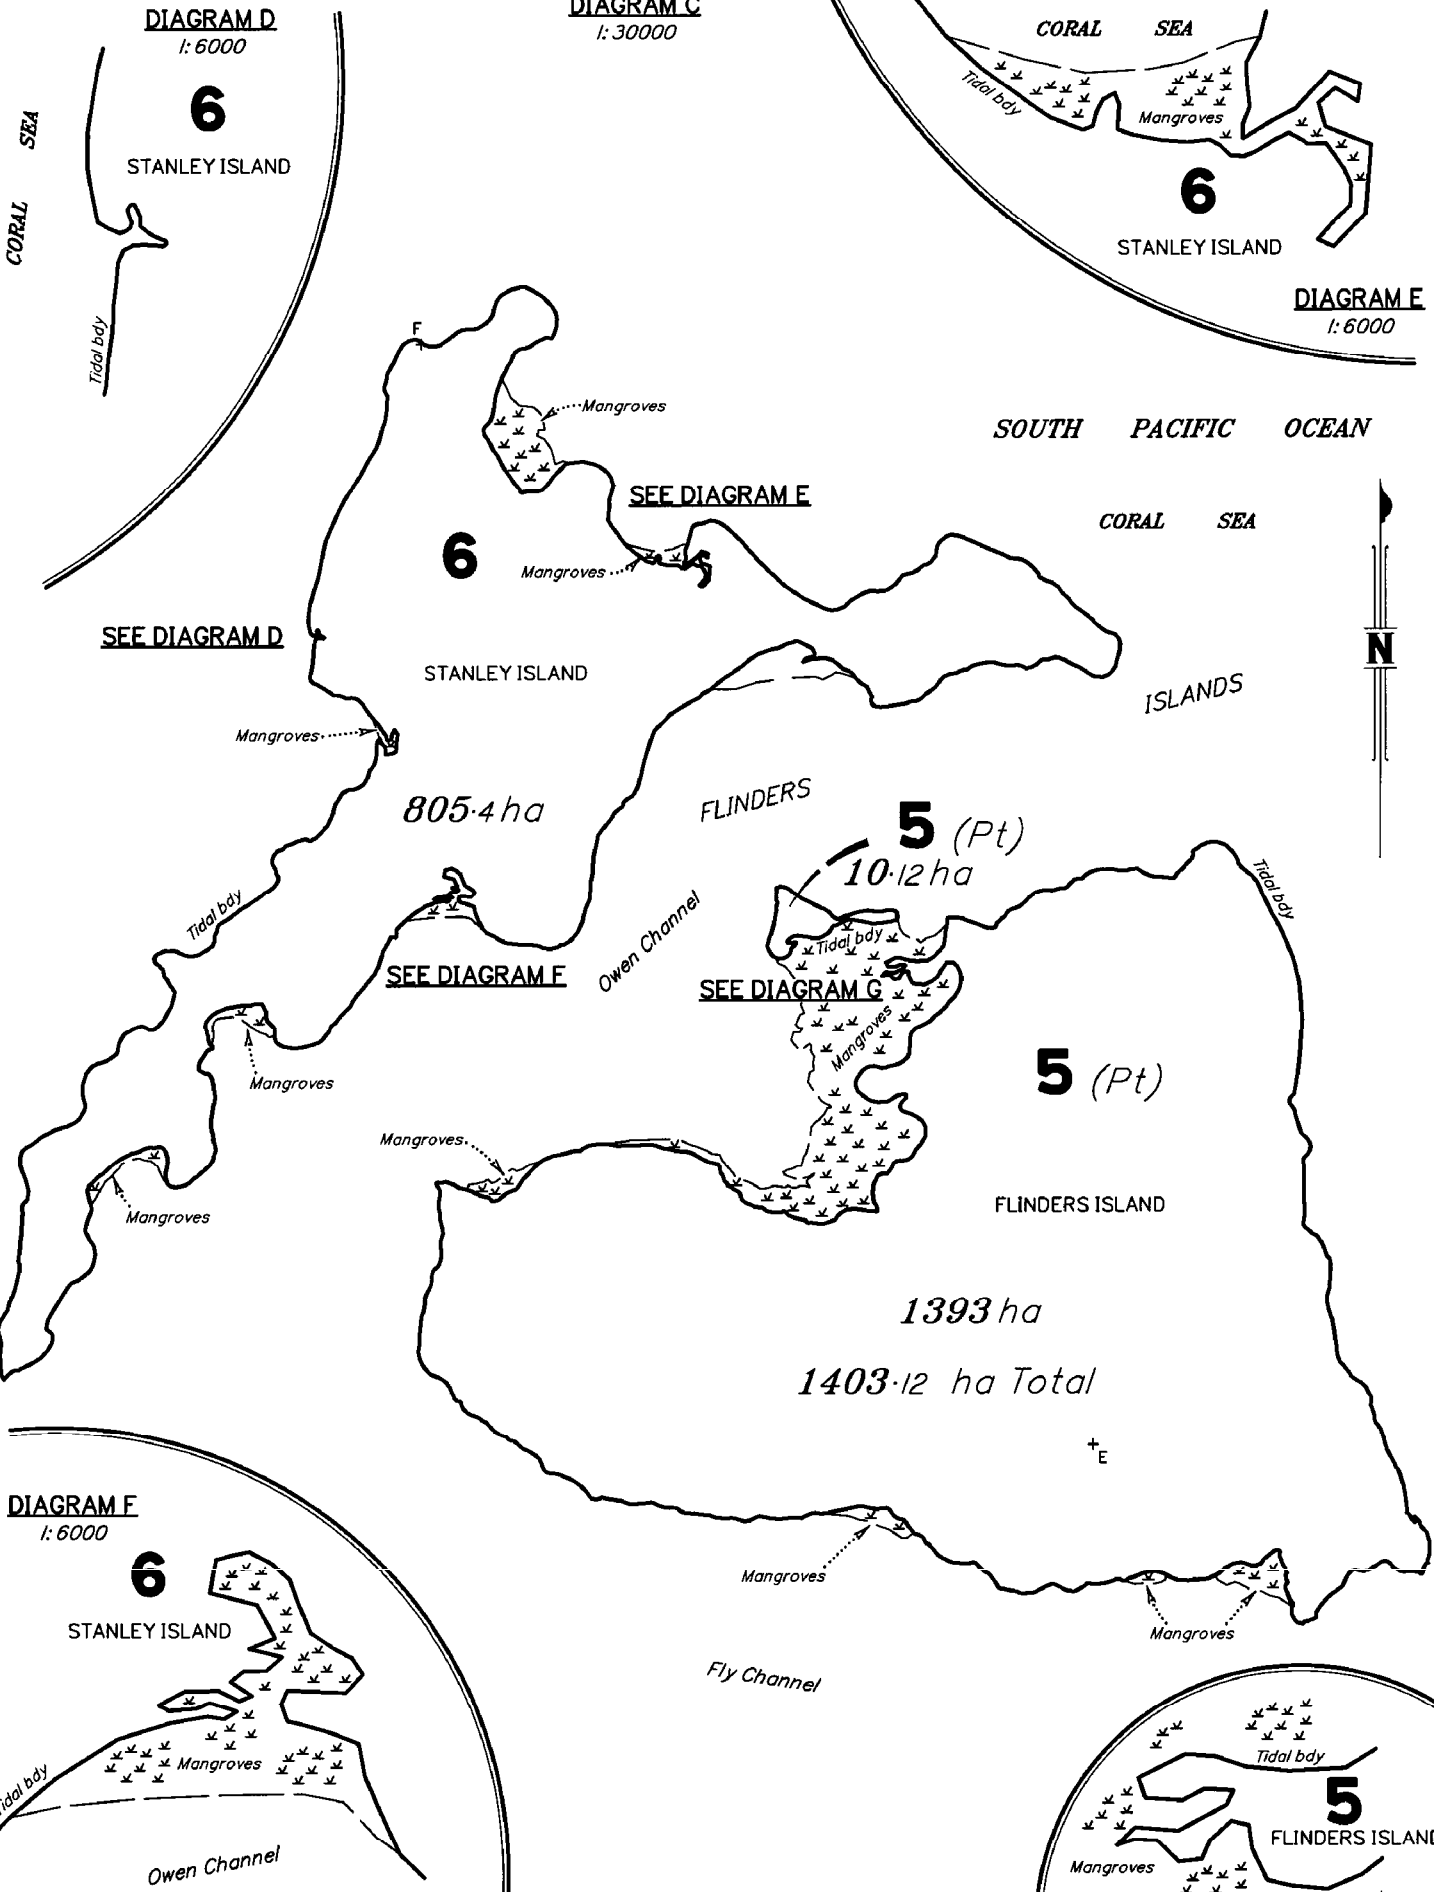 DIAGRAM D
1:6000
6
STANLEY ISLAND
CORAL SEA
Tidal bdy
DIAGRAM C
1:30000
CORAL SEA
Tidal bdy
Mangroves
6
STANLEY ISLAND
DIAGRAM E
1:6000
F
Mangroves
SOUTH PACIFIC OCEAN
SEE DIAGRAM E
CORAL SEA
6
Mangroves
SEE DIAGRAM D
N
STANLEY ISLAND
ISLANDS
Mangroves
805.4 ha
FLINDERS
5 (Pt)
10.12 ha
Tidal bdy
Tidal bdy
Owen Channel
Tidal bdy
SEE DIAGRAM F
SEE DIAGRAM G
Mangroves
5 (Pt)
Mangroves
Mangroves
Mangroves
FLINDERS ISLAND
1393 ha
1403.12 ha Total
E
DIAGRAM F
1:6000
6
STANLEY ISLAND
Mangroves
Mangroves
Fly Channel
Mangroves
Tidal bdy
Owen Channel
Tidal bdy
5
FLINDERS ISLAND
Mangroves